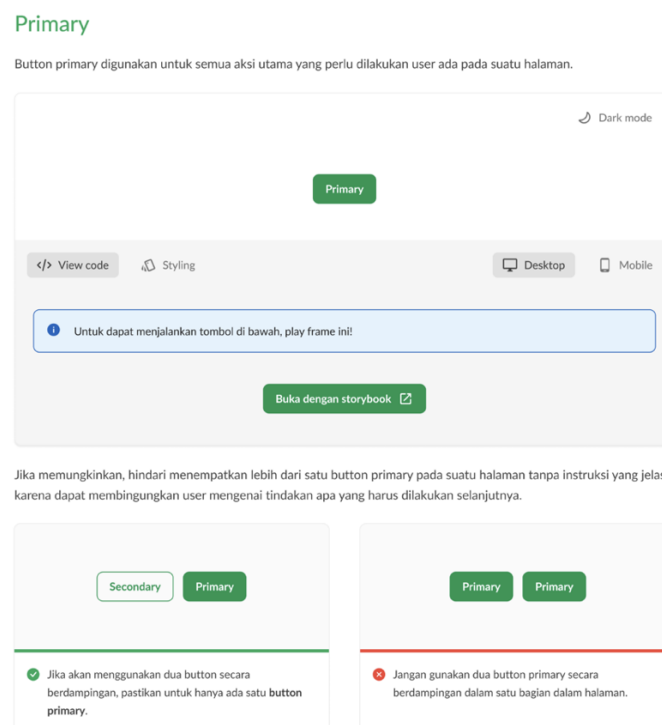 Primary
Button primary digunakan untuk semua aksi utama yang perlu dilakukan user ada pada suatu halaman.
Dark mode
Primary
</> View code
Styling
Desktop
Mobile
Untuk dapat menjalankan tombol di bawah, play frame ini!
Buka dengan storybook
Jika memungkinkan, hindari menempatkan lebih dari satu button primary pada suatu halaman tanpa instruksi yang jelas
karena dapat membingungkan user mengenai tindakan apa yang harus dilakukan selanjutnya.
Secondary
Primary
Primary
Primary
Jika akan menggunakan dua button secara
berdampingan, pastikan untuk hanya ada satu button
primary.
Jangan gunakan dua button primary secara
berdampingan dalam satu bagian dalam halaman.